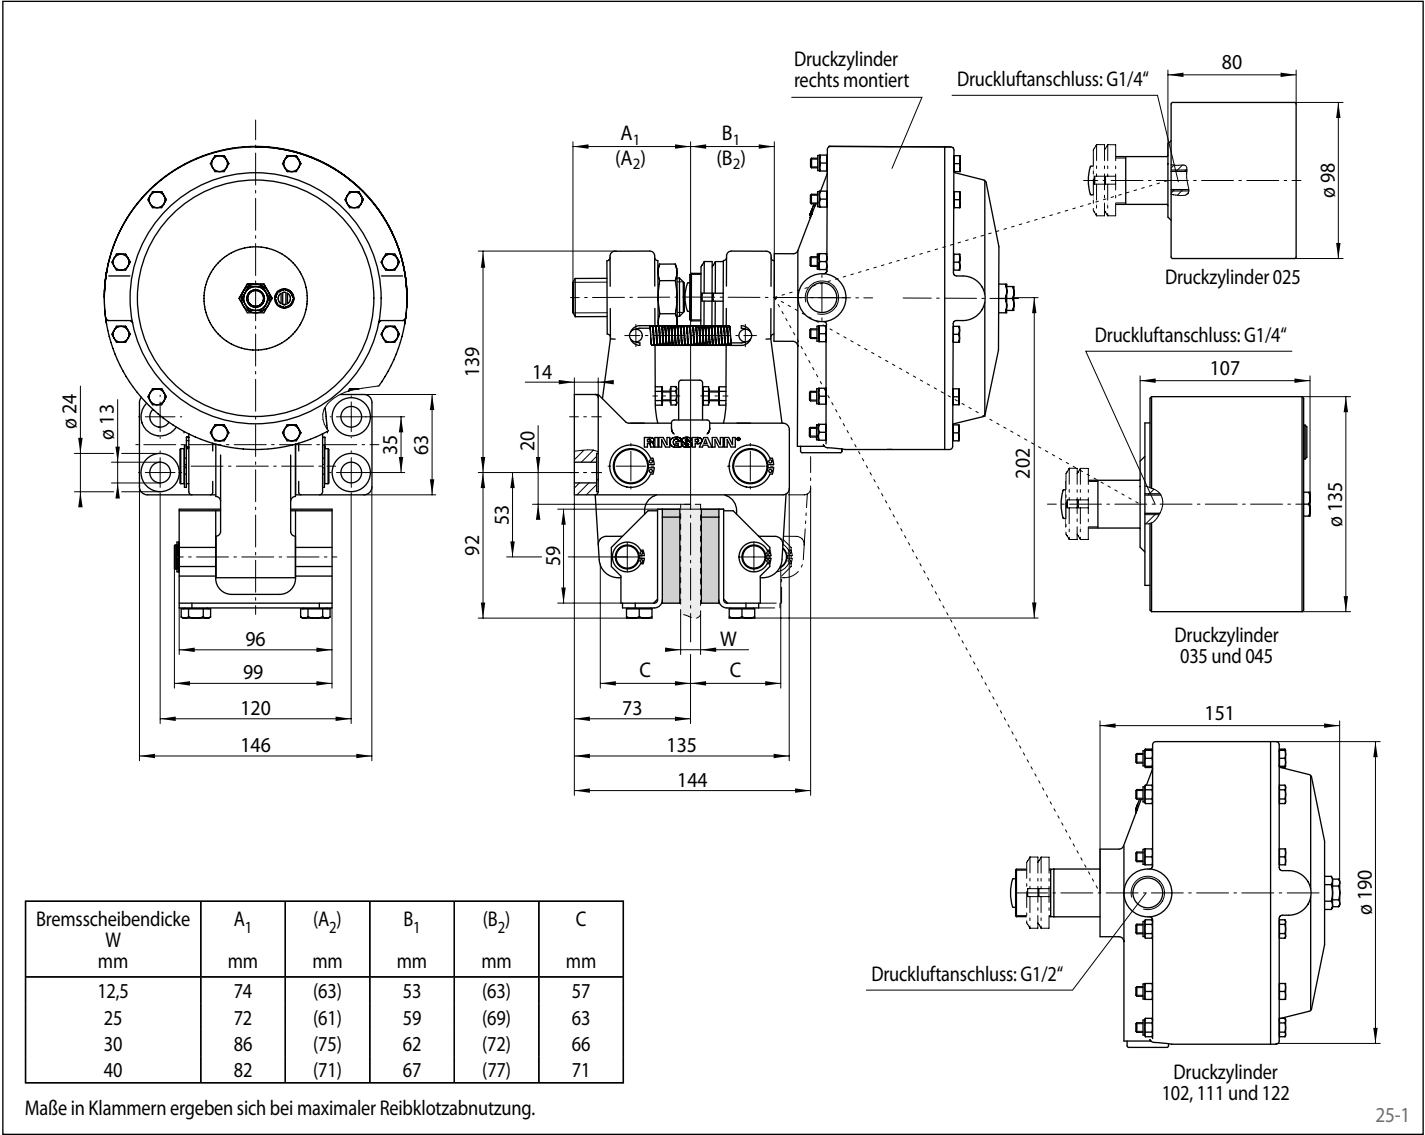 Druckzylinder
rechts montiert
Druckluftanschluss: G1/4“
80
A1
(A2)
B1
(B2)
ø 98
Druckzylinder 025
139
14
Druckluftanschluss: G1/4“
107
ø 24
ø 13
35
63
20
RINGSPANN®
202
53
92
59
ø 135
96
W
99
C
C
Druckzylinder
035 und 045
120
73
146
135
144
151
ø 190
Druckluftanschluss: G1/2“
Druckzylinder
102, 111 und 122
Bremsscheibendicke A1 (A2) B1 (B2) C
W
mm mm mm mm mm mm
12,5 74 (63) 53 (63) 57
25 72 (61) 59 (69) 63
30 86 (75) 62 (72) 66
40 82 (71) 67 (77) 71
Maße in Klammern ergeben sich bei maximaler Reibklotzabnutzung.
25-1